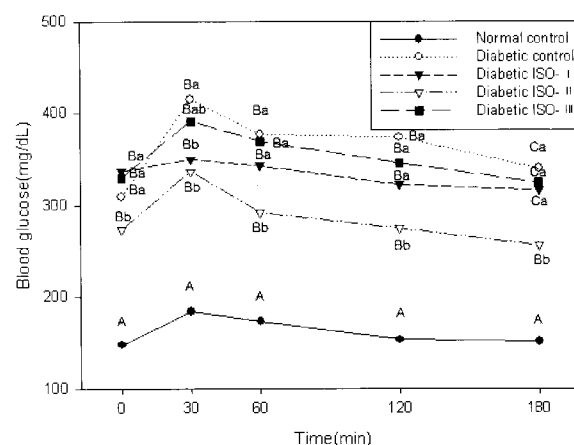 500
400
300
200
100
Blood glucose(mg/dL)
0
30
60
120
180
Time(min)
Normal control
Diabetic control
Diabetic ISO- I
Diabetic ISO- II
Diabetic ISO- III
Ba
Bab
Ba
Ba
Ca
Bb
Ba
Ba
Ba
Ca
Ba
Ba
Ba
Ba
Ca
Bb
Bb
Bb
Bb
Bb
A
A
A
A
A